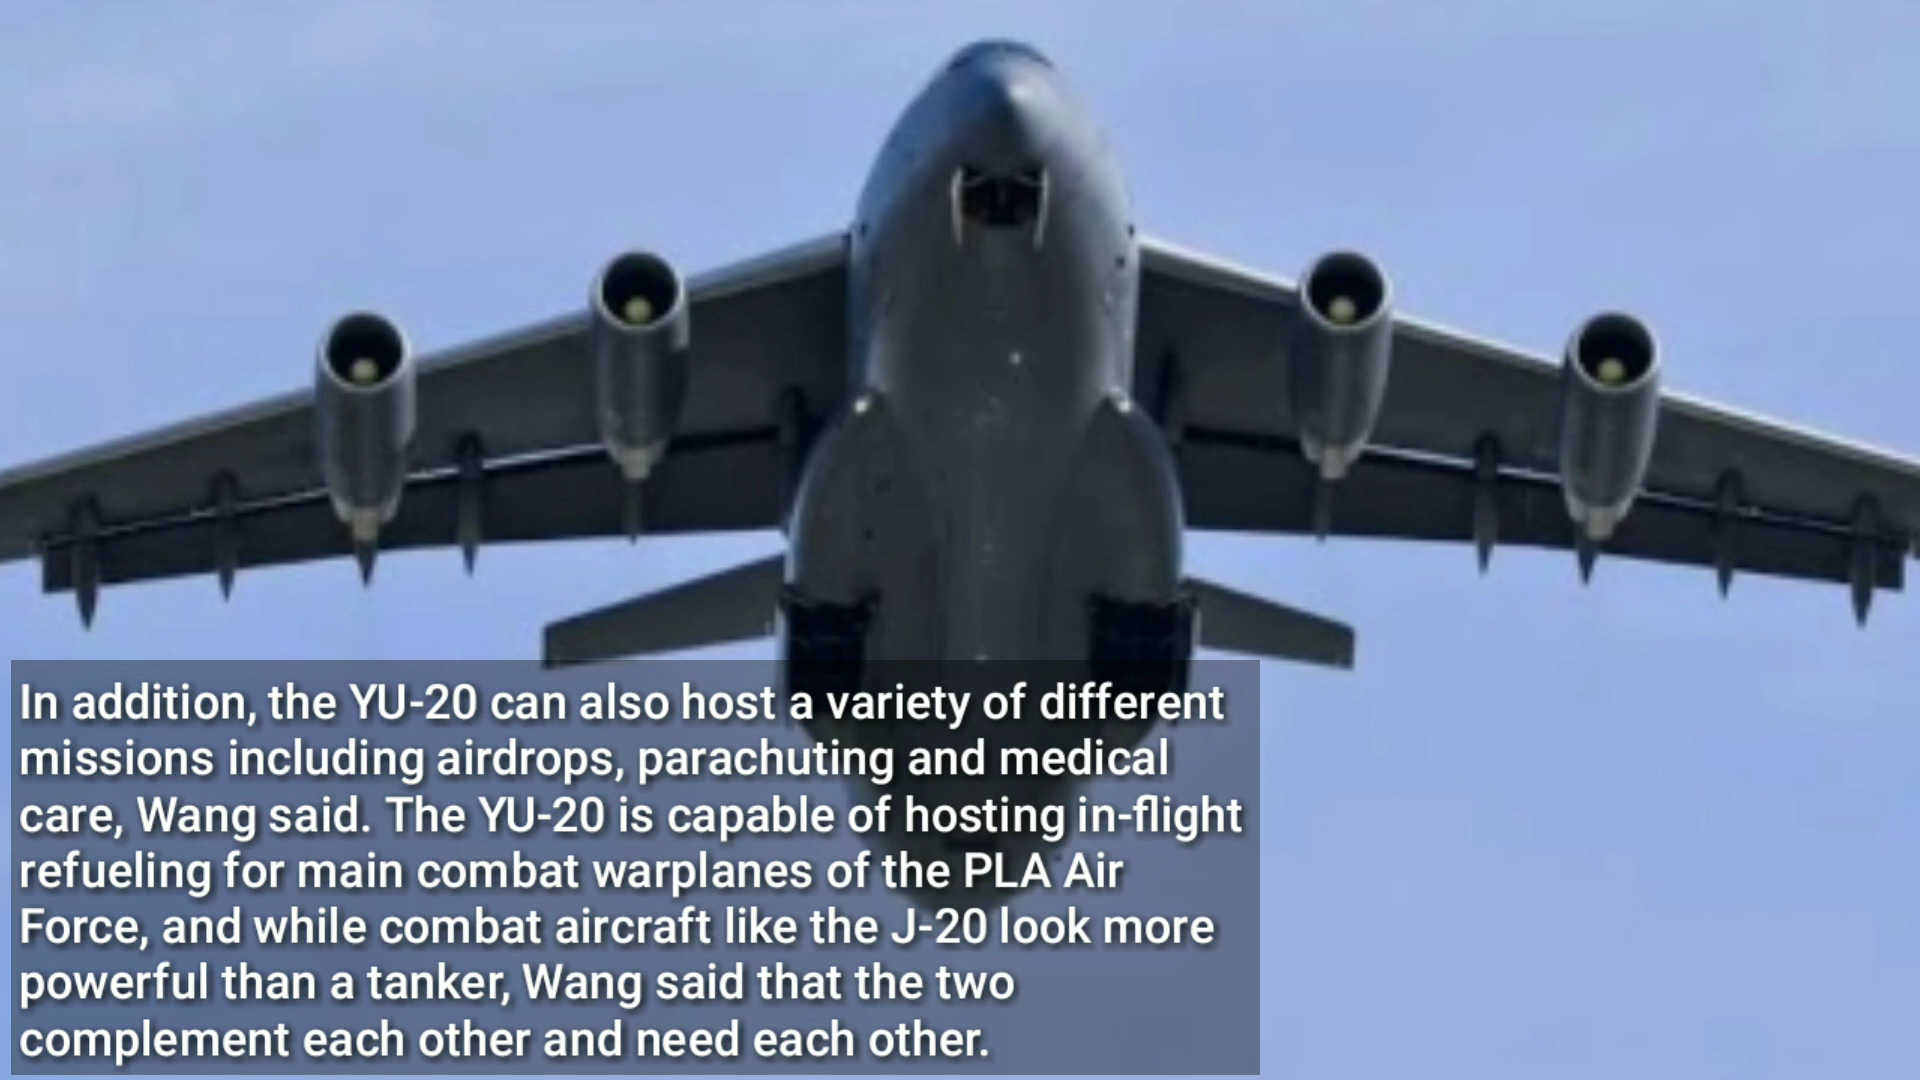 In addition, the YU-20 can also host a variety of different
missions including airdrops, parachuting and medical
care, Wang said. The YU-20 is capable of hosting in-flight
refueling for main combat warplanes of the PLA Air
Force, and while combat aircraft like the J-20 look more
powerful than a tanker, Wang said that the two
complement each other and need each other.